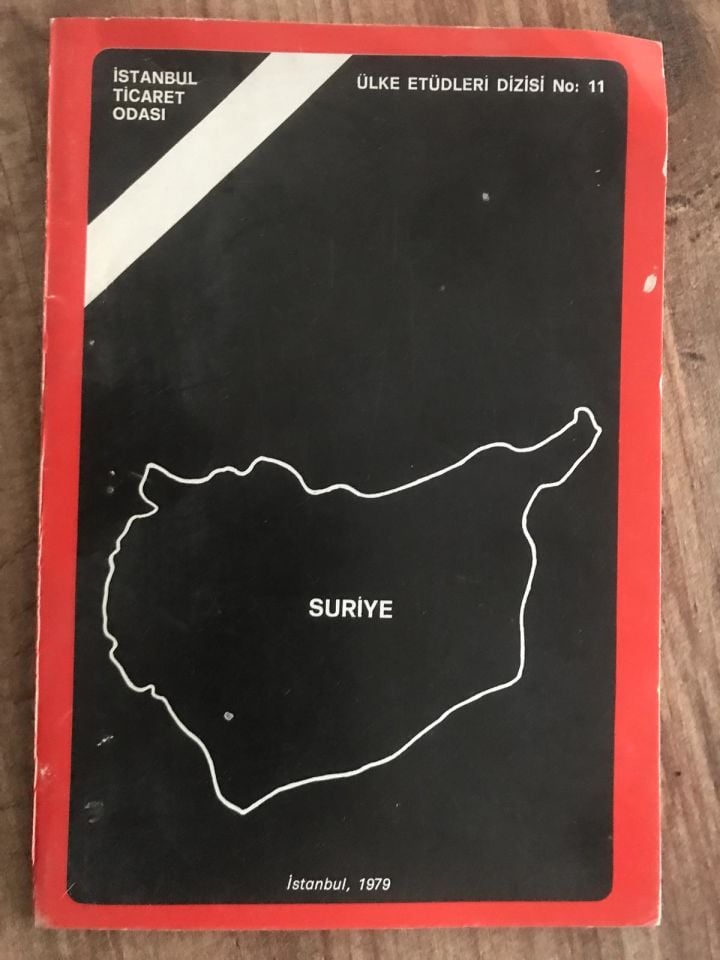 İSTANBUL
TİCARET
ODASI
ÜLKE ETÜDLERİ DİZİSİ No: 11
SURİYE
İstanbul, 1979